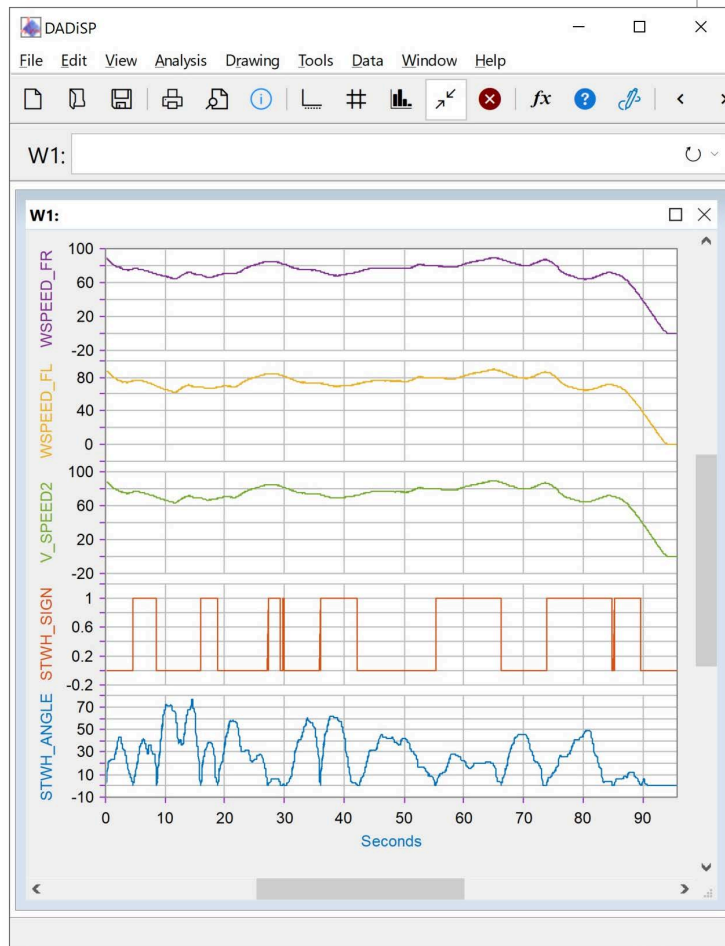 DADiSP
File Edit View Analysis Drawing Tools Data Window Help
fx
W1:
W1:
WSPEED_FR
100
60
20
-20
WSPEED_FL
80
40
0
V_SPEED2
100
60
20
-20
STWH_SIGN
1
0.6
0.2
-0.2
STWH_ANGLE
70
50
30
10
-10
0 10 20 30 40 50 60 70 80 90
Seconds